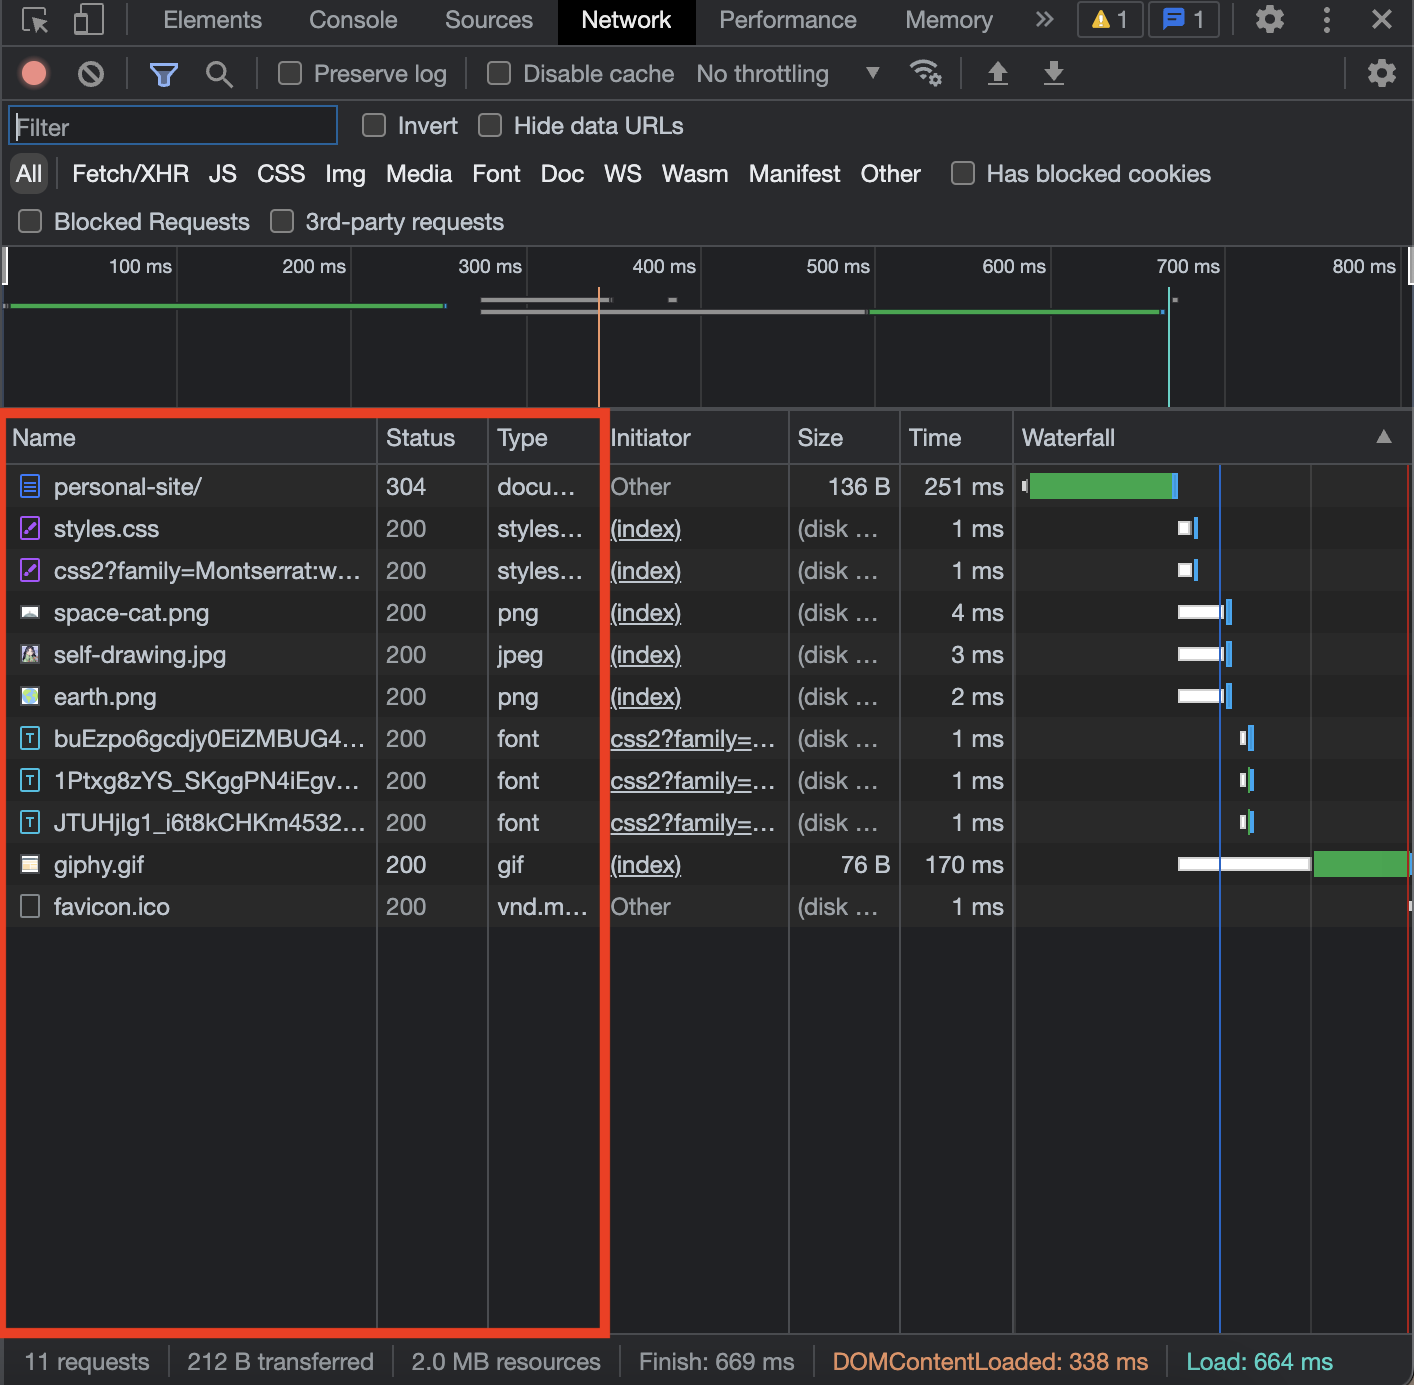 Elements Console Sources Network Performance Memory 1 1
Preserve log Disable cache No throttling
Filter Invert Hide data URLs
All Fetch/XHR JS CSS Img Media Font Doc WS Wasm Manifest Other Has blocked cookies
Blocked Requests 3rd-party requests
100 ms 200 ms 300 ms 400 ms 500 ms 600 ms 700 ms 800 ms
Name Status Type Initiator Size Time Waterfall
personal-site/ 304 docu... Other 136 B 251 ms
styles.css 200 styles... (index) (disk ... 1 ms
css2?family=Montserrat:w... 200 styles... (index) (disk ... 1 ms
space-cat.png 200 png (index) (disk ... 4 ms
self-drawing.jpg 200 jpeg (index) (disk ... 3 ms
earth.png 200 png (index) (disk ... 2 ms
T buEzpo6gcdjy0EiZMBUG4... 200 font css2?family=... (disk ... 1 ms
T 1Ptxg8zYS_SKggPN4iEgv... 200 font css2?family=... (disk ... 1 ms
T JTUHjIg1_i6t8kCHKm4532... 200 font css2?family=... (disk ... 1 ms
giphy.gif 200 gif (index) 76 B 170 ms
favicon.ico 200 vnd.m... Other (disk ... 1 ms
11 requests 212 B transferred 2.0 MB resources Finish: 669 ms DOMContentLoaded: 338 ms Load: 664 ms